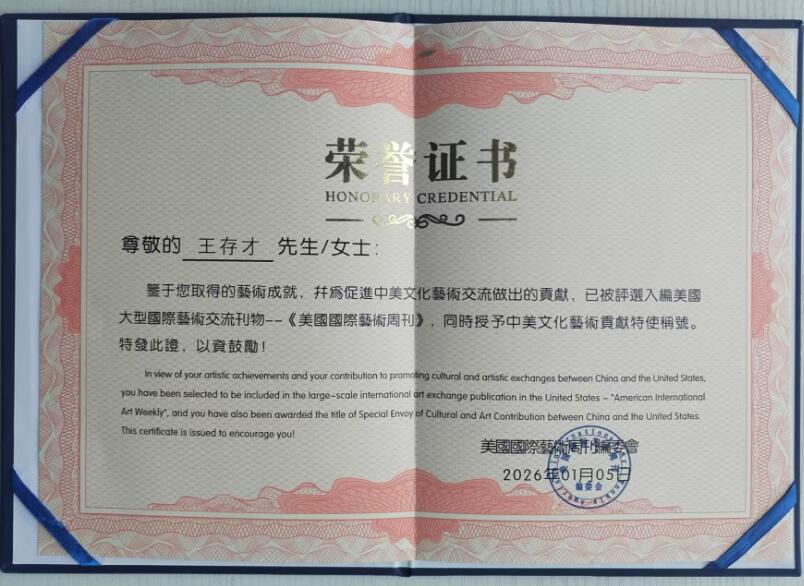 荣誉证书
HONORARY CREDENTIAL
尊敬的 王存才 先生/女士:
鑒于您取得的藝術成就，幷爲促進中美文化藝術交流做出的貢獻，已被評選入編美國
大型國際藝術交流刊物--《美國國際藝術周刊》，同時授予中美文化藝術貢獻特使稱號。
特發此證，以資鼓勵！
In view of your artistic achievements and your contribution to promoting cultural and artistic exchanges between China and the United States,
you have been selected to be included in the large-scale international art exchange publication in the United States - "American International
Art Weekly", and you have also been awarded the title of Special Envoy of Cultural and Art Contribution between China and the United States.
This certificate is issued to encourage you!
美國國際藝術周刊編委會
2026年01月05日
編委會